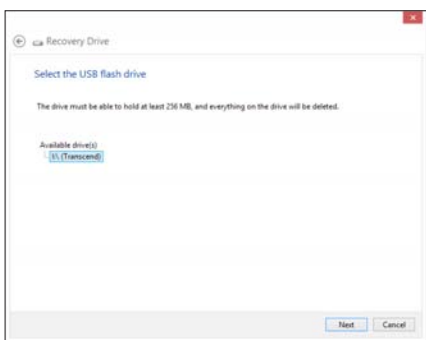 Recovery Drive
Select the USB flash drive
The drive must be able to hold at least 256 MB, and everything on the drive will be deleted.
Available drive(s)
(Transcend)
Next Cancel